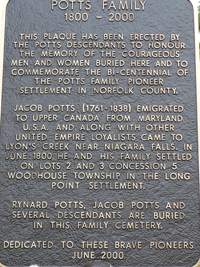 POTTS FAMILY
1800 - 2000
THIS PLAQUE HAS BEEN ERECTED BY
THE POTTS DESCENDANTS TO HONOUR
THE MEMORY OF THE COURAGEOUS
MEN AND WOMEN BURIED HERE AND TO
COMMEMORATE THE BI-CENTENNIAL OF
THE POTTS FAMILY PIONEER
SETTLEMENT IN NORFOLK COUNTY.
JACOB POTTS (1761-1838) EMIGRATED
TO UPPER CANADA FROM MARYLAND
U.S.A. AND ALONG WITH OTHER
UNITED EMPIRE LOYALISTS CAME TO
LYON'S CREEK NEAR NIAGARA FALLS. IN
JUNE 1800, HE AND HIS FAMILY SETTLED
ON LOTS 2 AND 3 CONCESSION 5
WOODHOUSE TOWNSHIP IN THE LONG
POINT SETTLEMENT.
RYNARD POTTS, JACOB POTTS AND
SEVERAL DESCENDANTS ARE BURIED
IN THIS FAMILY CEMETERY.
DEDICATED TO THESE BRAVE PIONEERS
JUNE 2000.